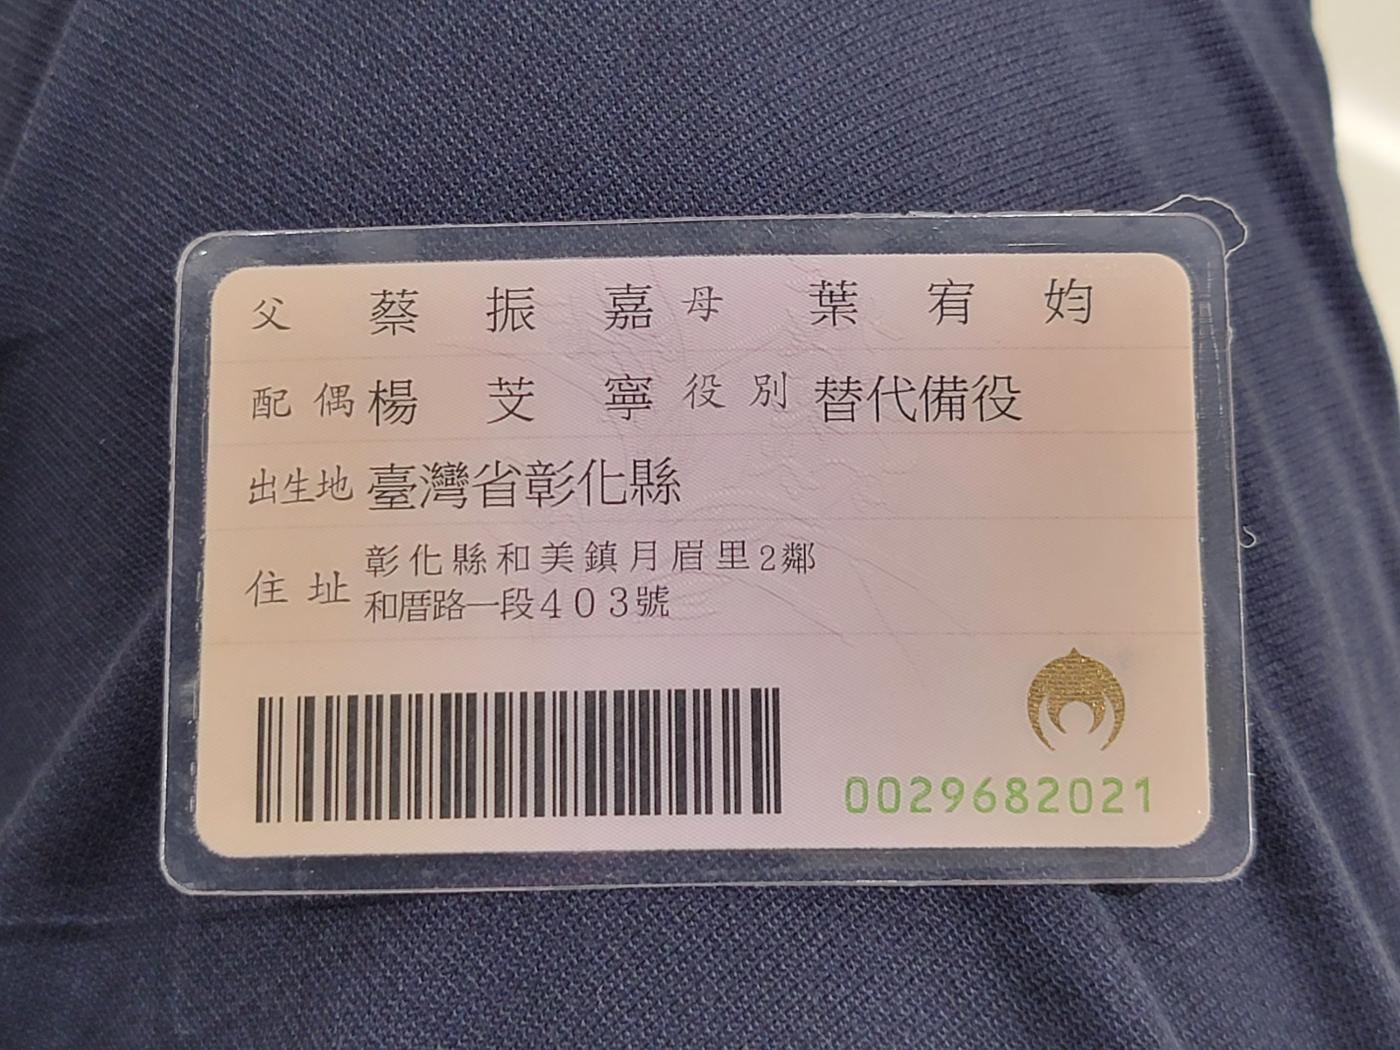 父 蔡振嘉 母 葉宥妁
配偶 楊芠寧 役別 替代備役
出生地 臺灣省彰化縣
住址 彰化縣和美鎮月眉里2鄰
和厝路一段403號
0029682021